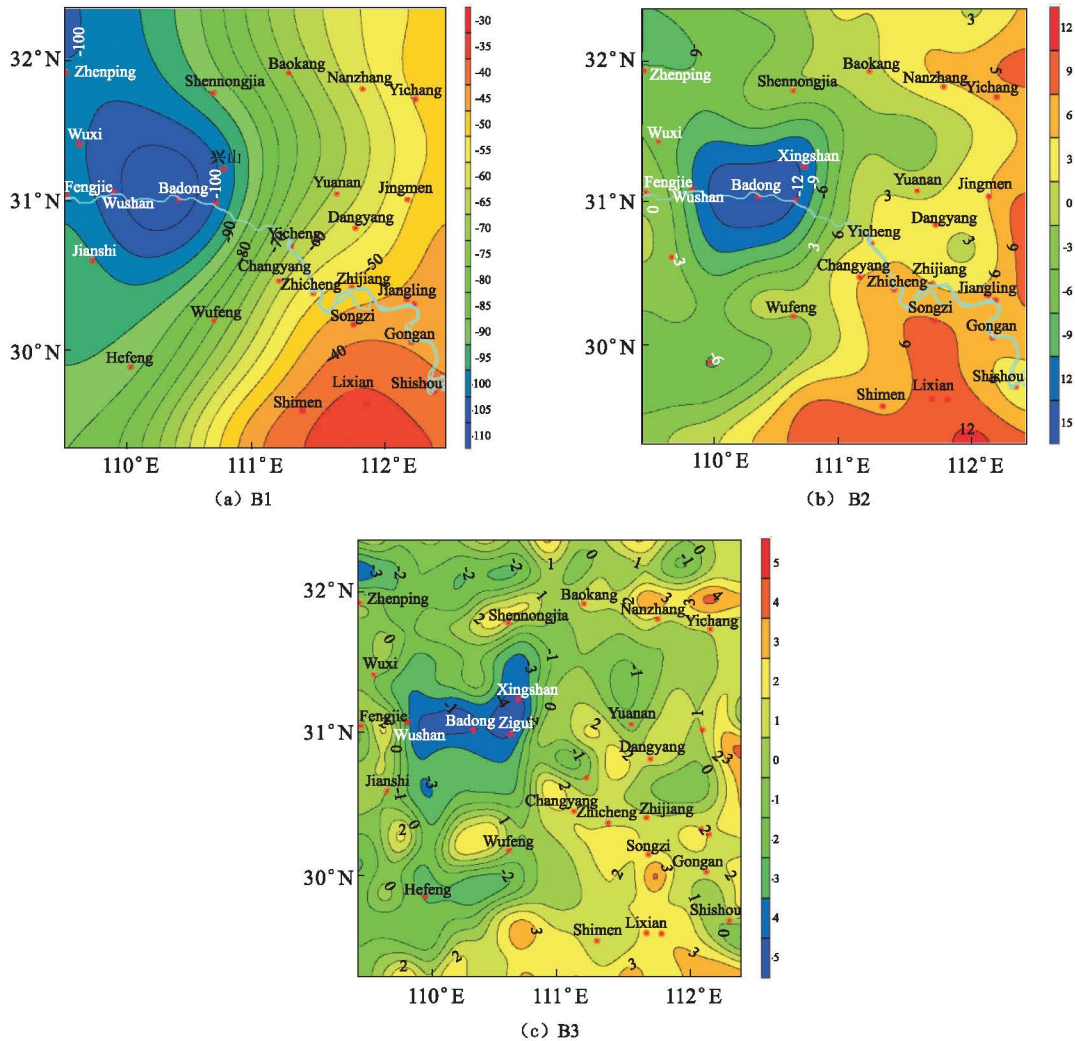 -30
-35
-40
-45
-50
-55
-60
-65
-75
-80
-85
-90
-95
-100
-105
-110
32°N
31°N
30°N
110°E
111°E
112°E
-100
Zhenping
Baokang
Shennongjia
Nanzhang
Yichang
Wuxi
兴山
Fengjie
Wushan
Badong
-100
Yuanan
Jingmen
Dangyang
-90
-80
-60
-50
-40
Yicheng
Jianshi
Changyang
Zhicheng
Zhijiang
Jiangling
Wufeng
Songzi
Gongan
Hefeng
Lixian
Shishou
Shimen
(a) B1
12
9
6
3
0
3
6
9
12
15
32°N
31°N
30°N
110°E
111°E
112°E
Zhenping
Baokang
Shennongjia
Nanzhang
Yichang
Wuxi
Xingshan
Fengjie
Wushan
Badong
-12
Yuanan
Jingmen
Dangyang
Yicheng
Changyang
Zhicheng
Zhijiang
Jiangling
Wufeng
Songzi
Gongan
Shishou
Lixian
Shimen
12
(b) B2
5
4
3
2
1
0
-1
-2
-3
4
-5
32°N
31°N
30°N
110°E
111°E
112°E
Zhenping
Baokang
Shennongjia
Nanzhang
Yichang
Wuxi
Xingshan
Fengjie
Wushan
Badong
Zigui
Yuanan
Dangyang
Jianshi
Changyang
Zhicheng
Zhijiang
Wufeng
Songzi
Gongan
Hefeng
Shishou
Shimen
Lixian
(c) B3